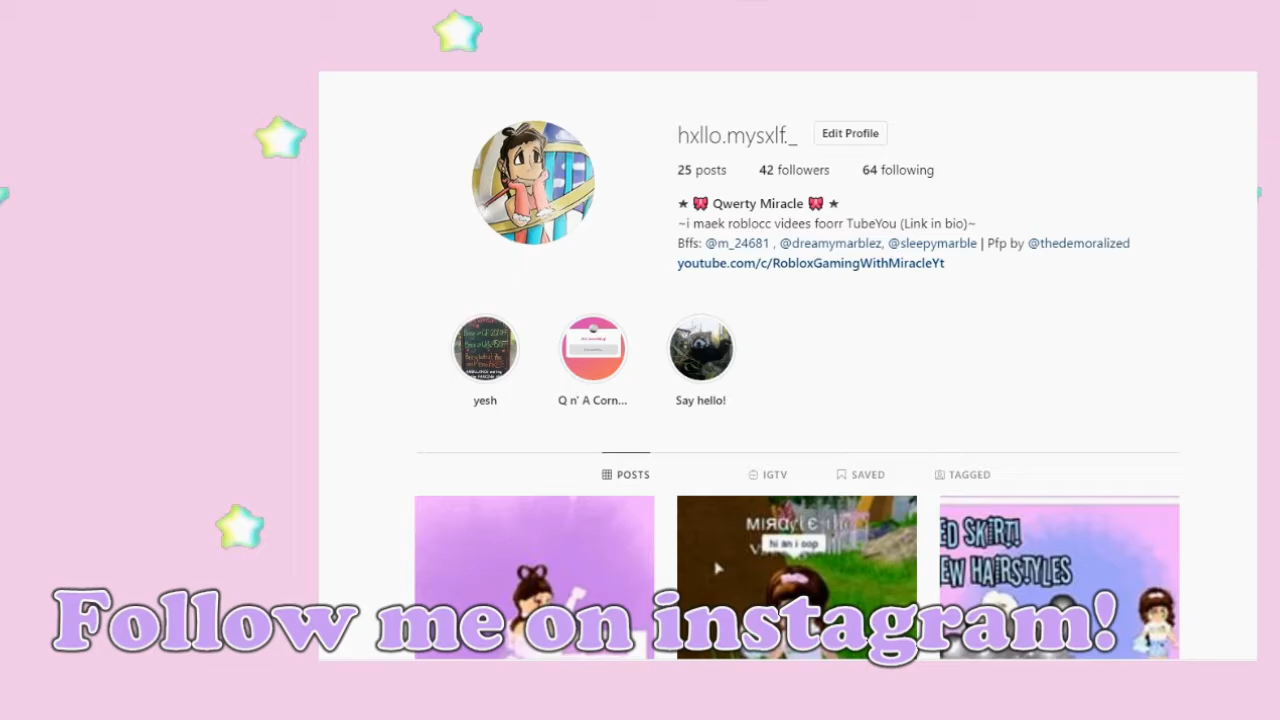 hxllo.mysxlf._ Edit Profile
25 posts 42 followers 64 following
★ 🎀 Qwerty Miracle 🎀 ★
~i maek roblocc videes foorr TubeYou (Link in bio)~
Bffs: @m_24681 , @dreamymarblez, @sleepymarble | Pfp by @thedemoralized
youtube.com/c/RobloxGamingWithMiracleYt
yesh Q n' A Corn... Say hello!
POSTS IGTV SAVED TAGGED
hi an i oop
ED SKIRT!
EW HAIRSTYLES
Follow me on instagram!